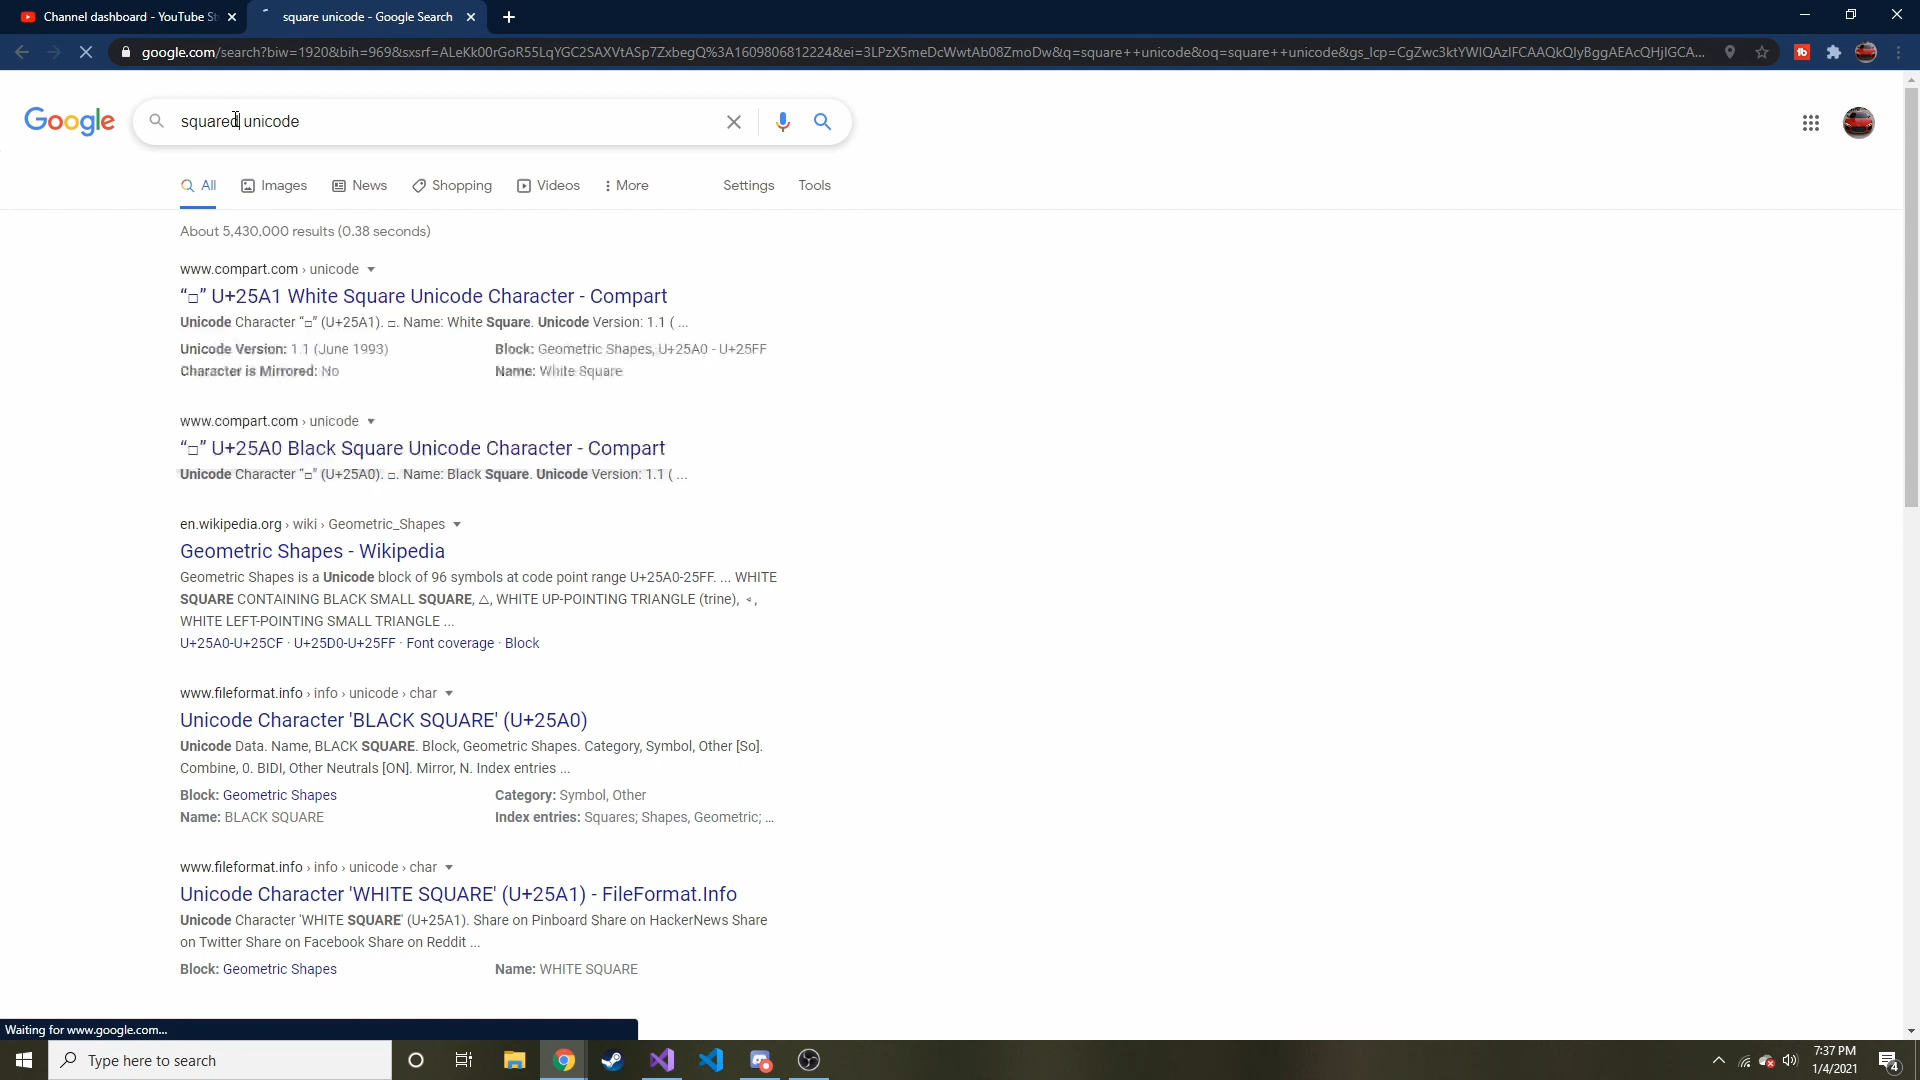 Channel dashboard - YouTube St
square unicode - Google Search
google.com/search?biw=1920&bih=969&sxsrf=ALeKk00rGoR55LqYGC2SAXVtASp7ZxbegQ%3A1609806812224&ei=3LPzX5meDcWwtAb08ZmoDw&q=square++unicode&oq=square++unicode&gs_lcp=CgZwc3ktYWIQAzIFCAAQkQIyBggAEAcQHjIGCA...
Google
squared unicode
All
Images
News
Shopping
Videos
More
Settings
Tools
About 5,430,000 results (0.38 seconds)
www.compart.com › unicode
“□” U+25A1 White Square Unicode Character - Compart
Unicode Character “□” (U+25A1). □. Name: White Square. Unicode Version: 1.1 ( ...
Unicode Version: 1.1 (June 1993)
Block: Geometric Shapes, U+25A0 - U+25FF
Character is Mirrored: No
Name: White Square
www.compart.com › unicode
“□” U+25A0 Black Square Unicode Character - Compart
Unicode Character “□” (U+25A0). □. Name: Black Square. Unicode Version: 1.1 ( ...
en.wikipedia.org › wiki › Geometric_Shapes
Geometric Shapes - Wikipedia
Geometric Shapes is a Unicode block of 96 symbols at code point range U+25A0-25FF. ... WHITE
SQUARE CONTAINING BLACK SMALL SQUARE, △, WHITE UP-POINTING TRIANGLE (trine), ◃,
WHITE LEFT-POINTING SMALL TRIANGLE ...
U+25A0-U+25CF · U+25D0-U+25FF · Font coverage · Block
www.fileformat.info › info › unicode › char
Unicode Character 'BLACK SQUARE' (U+25A0)
Unicode Data. Name, BLACK SQUARE. Block, Geometric Shapes. Category, Symbol, Other [So].
Combine, 0. BIDI, Other Neutrals [ON]. Mirror, N. Index entries ...
Block: Geometric Shapes
Category: Symbol, Other
Name: BLACK SQUARE
Index entries: Squares; Shapes, Geometric; ...
www.fileformat.info › info › unicode › char
Unicode Character 'WHITE SQUARE' (U+25A1) - FileFormat.Info
Unicode Character 'WHITE SQUARE' (U+25A1). Share on Pinboard Share on HackerNews Share
on Twitter Share on Facebook Share on Reddit ...
Block: Geometric Shapes
Name: WHITE SQUARE
Waiting for www.google.com...
Type here to search
7:37 PM
1/4/2021
4